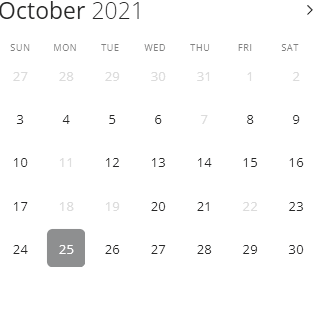 October 2021
SUN MON TUE WED THU FRI SAT
27 28 29 30 31 1 2
3 4 5 6 7 8 9
10 11 12 13 14 15 16
17 18 19 20 21 22 23
24 25 26 27 28 29 30